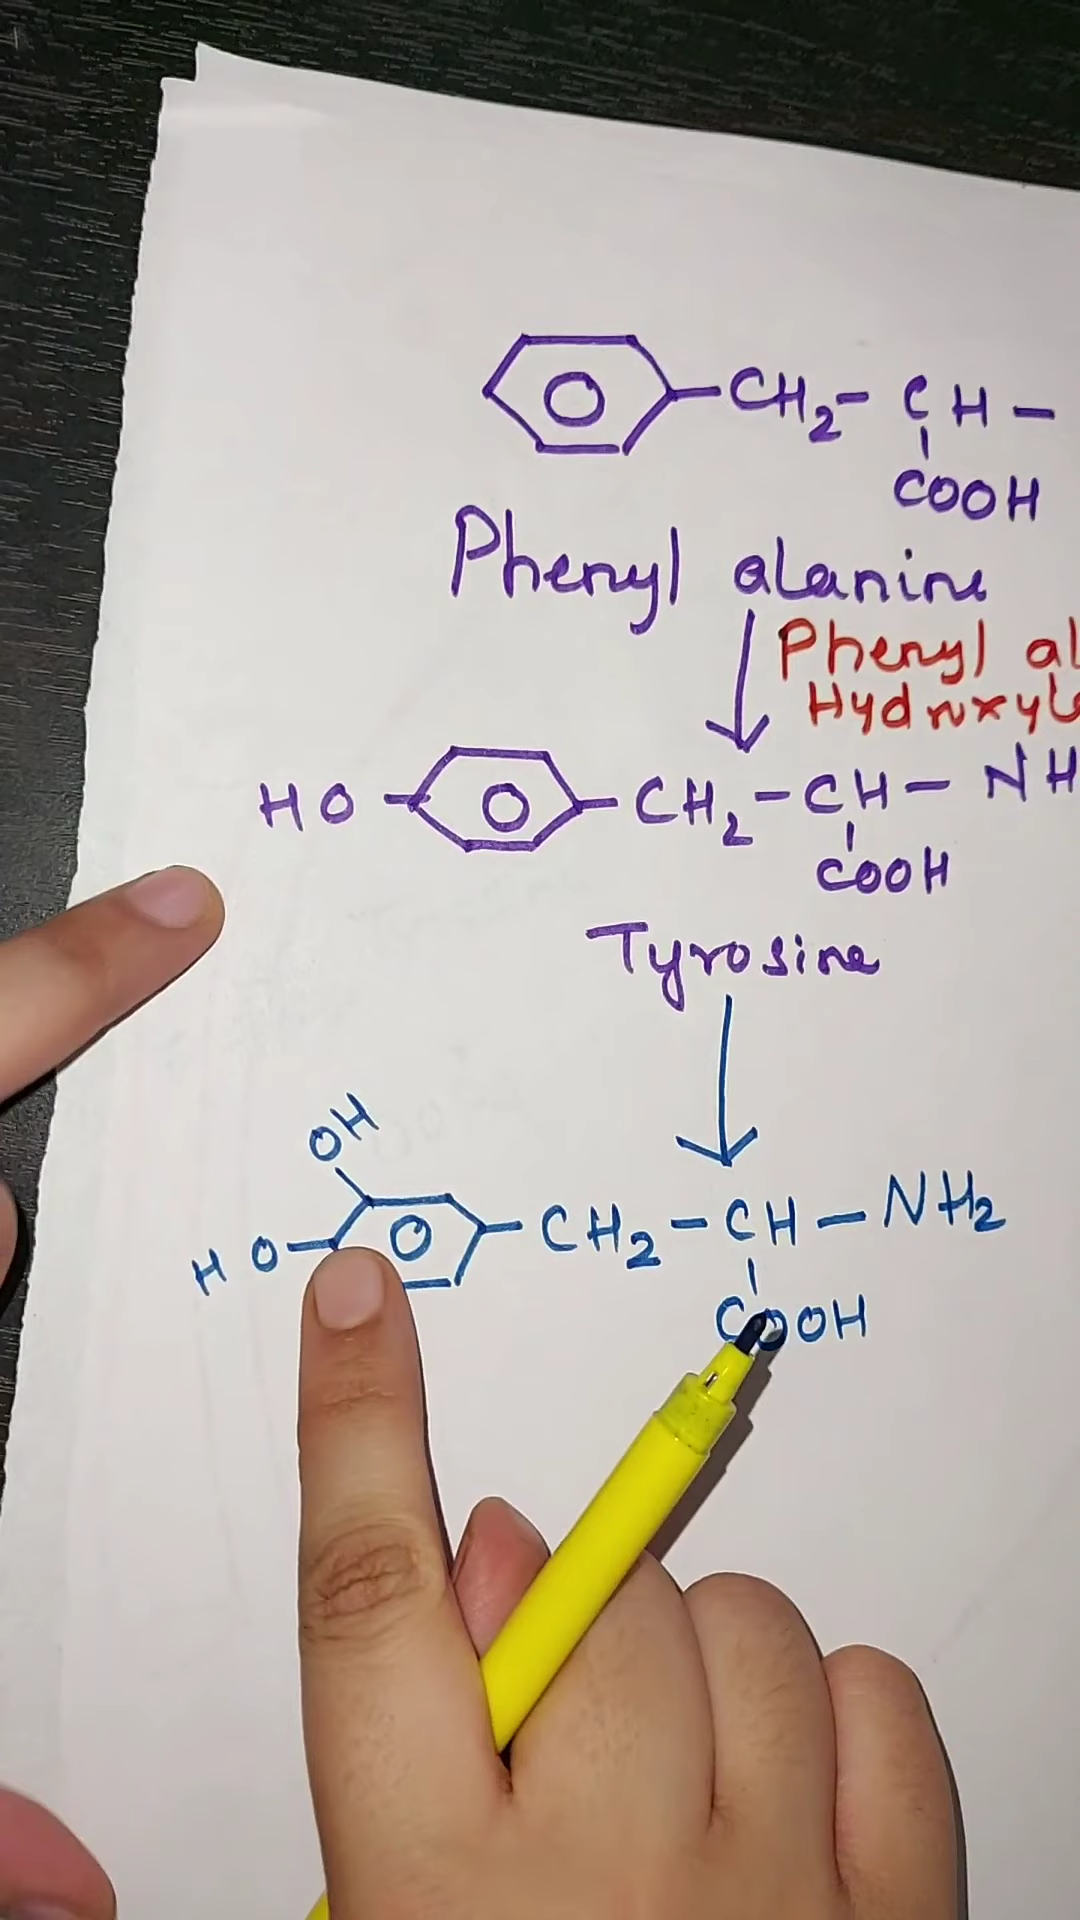 CH₂ - CH -
COOH
Phenyl alanine
Phenyl al
Hydroxyl
HO - CH₂ - CH - NH
COOH
Tyrosine
OH
HO - CH₂ - CH - NH₂
COOH